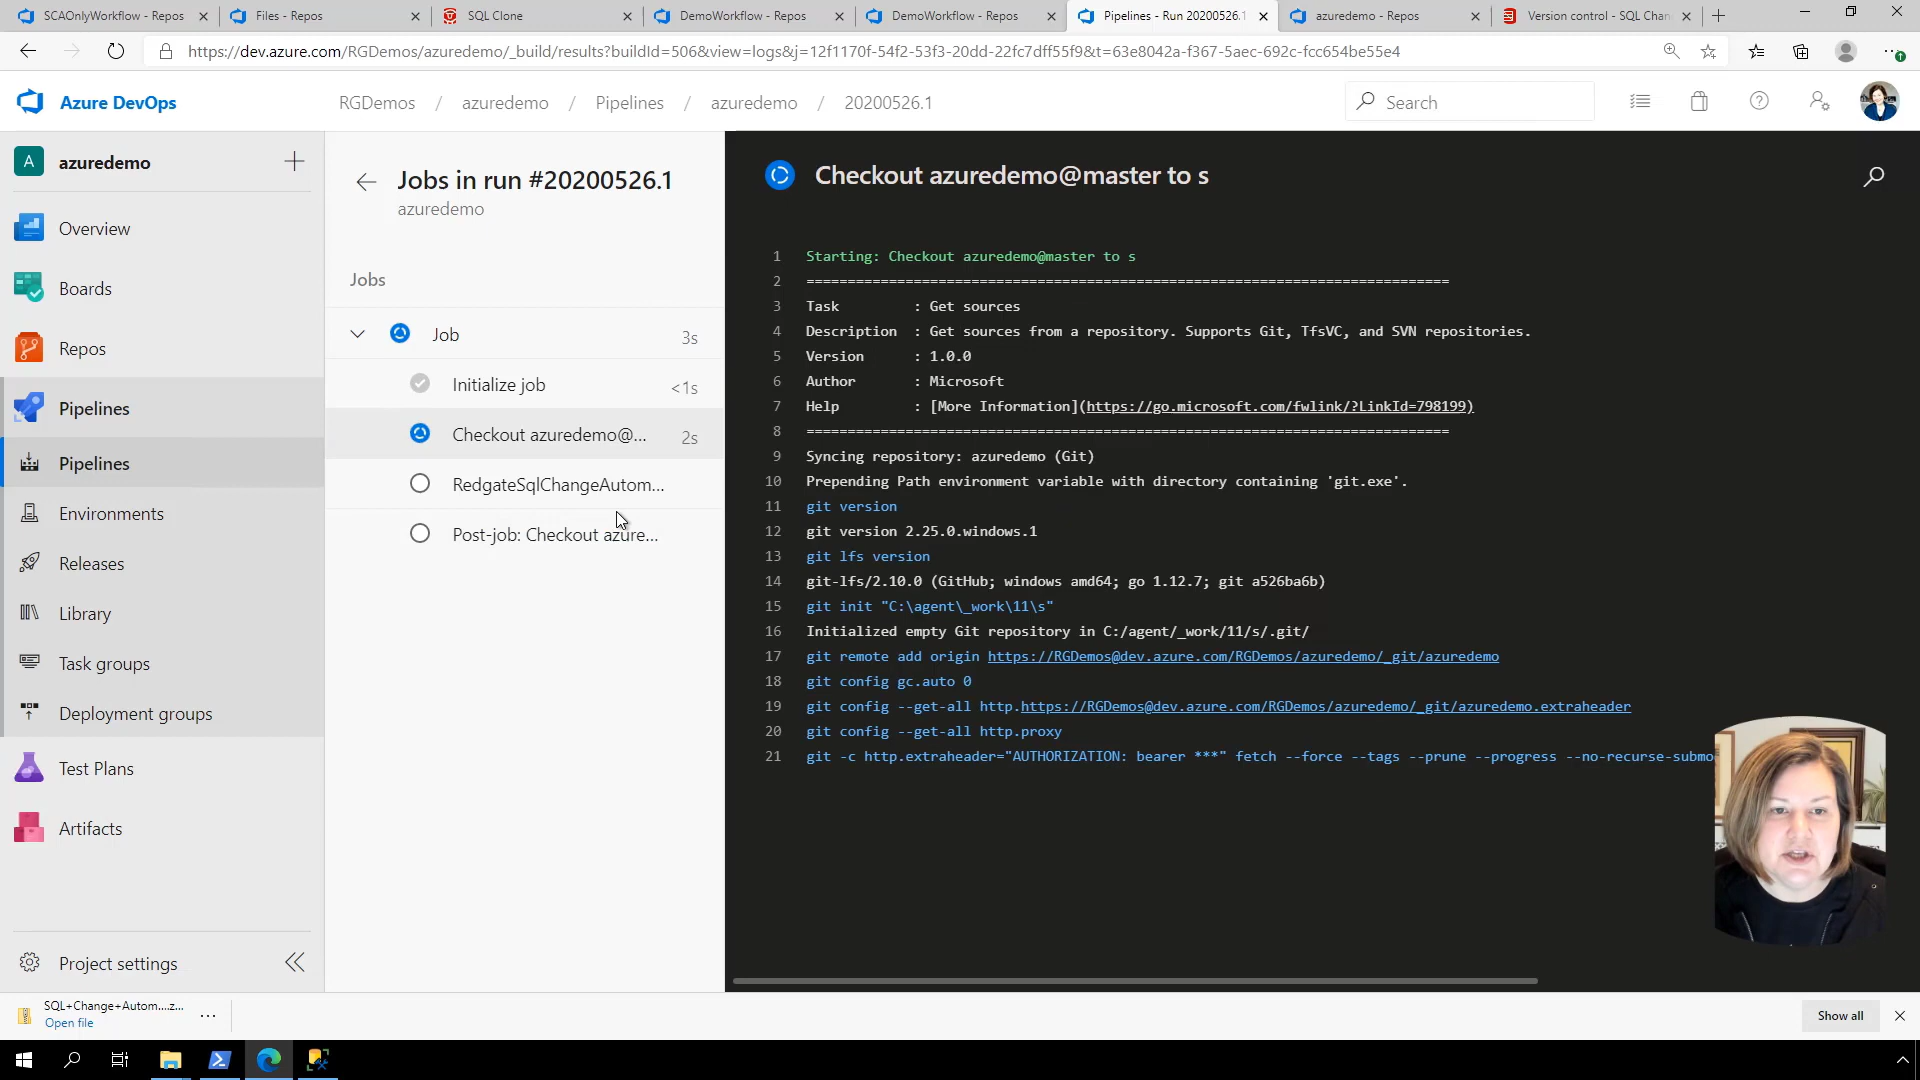 SCAOnlyWorkflow - Repos
Files - Repos
SQL Clone
DemoWorkflow - Repos
DemoWorkflow - Repos
Pipelines - Run 20200526.1
azuredemo - Repos
Version control - SQL Chan
https://dev.azure.com/RGDemos/azuredemo/_build/results?buildId=506&view=logs&j=12f1170f-54f2-53f3-20dd-22fc7dff55f9&t=63e8042a-f367-5aec-692c-fcc654be55e4
Azure DevOps
RGDemos / azuredemo / Pipelines / azuredemo / 20200526.1
Search
A azuredemo
Overview
Boards
Repos
Pipelines
Pipelines
Environments
Releases
Library
Task groups
Deployment groups
Test Plans
Artifacts
Project settings
Jobs in run #20200526.1
azuredemo
Jobs
Job 3s
Initialize job <1s
Checkout azuredemo@... 2s
RedgateSqlChangeAutom...
Post-job: Checkout azure...
Checkout azuredemo@master to s
1 Starting: Checkout azuredemo@master to s
2 ==============================================================================
3 Task : Get sources
4 Description : Get sources from a repository. Supports Git, TfsVC, and SVN repositories.
5 Version : 1.0.0
6 Author : Microsoft
7 Help : [More Information](https://go.microsoft.com/fwlink/?LinkId=798199)
8 ==============================================================================
9 Syncing repository: azuredemo (Git)
10 Prepending Path environment variable with directory containing 'git.exe'.
11 git version
12 git version 2.25.0.windows.1
13 git lfs version
14 git-lfs/2.10.0 (GitHub; windows amd64; go 1.12.7; git a526ba6b)
15 git init "C:\agent\_work\11\s"
16 Initialized empty Git repository in C:/agent/_work/11/s/.git/
17 git remote add origin https://RGDemos@dev.azure.com/RGDemos/azuredemo/_git/azuredemo
18 git config gc.auto 0
19 git config --get-all http.https://RGDemos@dev.azure.com/RGDemos/azuredemo/_git/azuredemo.extraheader
20 git config --get-all http.proxy
21 git -c http.extraheader="AUTHORIZATION: bearer ***" fetch --force --tags --prune --progress --no-recurse-submo
SQL+Change+Autom....z...
Open file
Show all